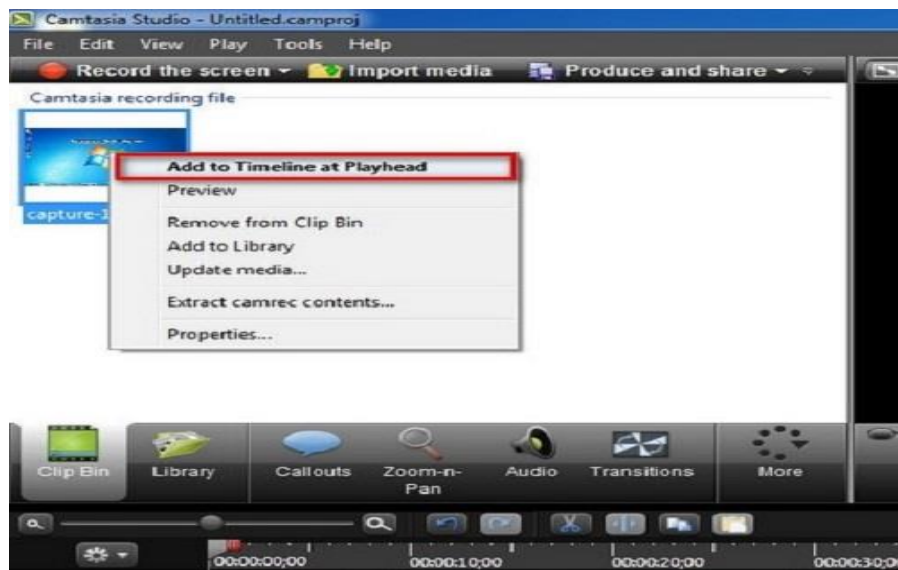 Camtasia Studio - Untitled.camproj
File Edit View Play Tools Help
Record the screen Import media Produce and share
Camtasia recording file
capture-1
Add to Timeline at Playhead
Preview
Remove from Clip Bin
Add to Library
Update media...
Extract camrec contents...
Properties...
Clip Bin Library Callouts Zoom-n-Pan Audio Transitions More
00:00:00;00 00:00:10;00 00:00:20;00 00:00:30;0